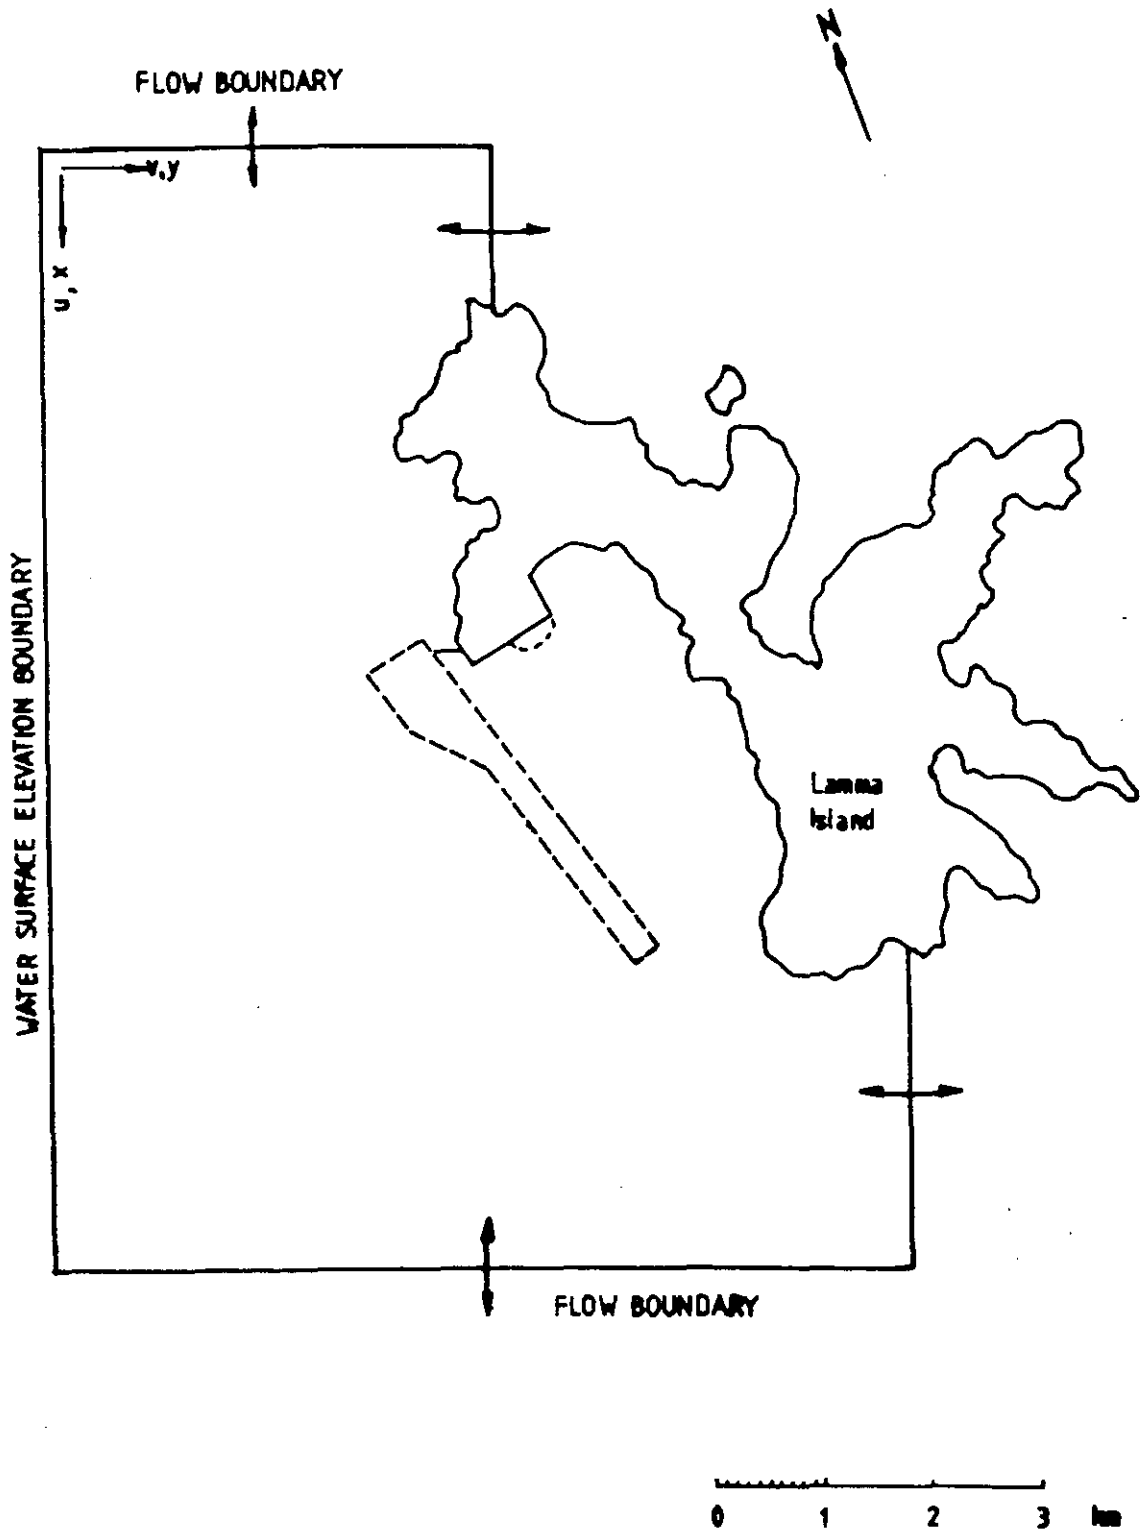 N
FLOW BOUNDARY
v,y
u, x
WATER SURFACE ELEVATION BOUNDARY
Lamma
Island
FLOW BOUNDARY
0 1 2 3 km